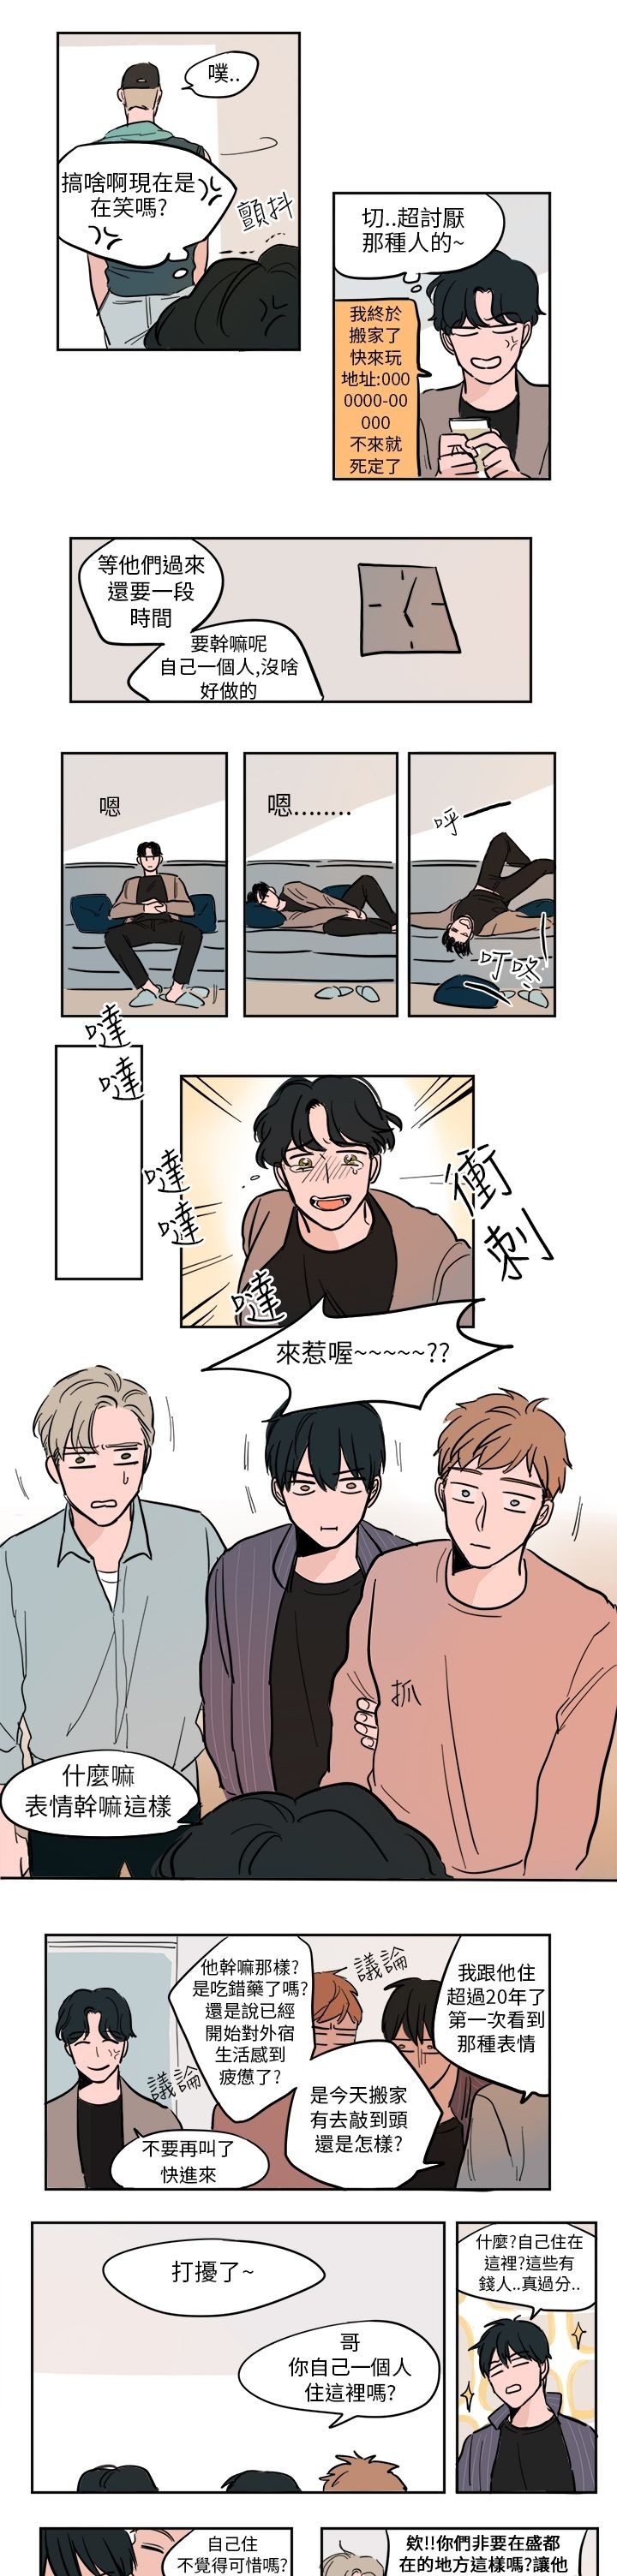 噗..
搞啥啊現在是
在笑嗎?
顫抖
切..超討厭
那種人的~
我終於
搬家了
快來玩
地址:000
0000-00
000
不來就
死定了
等他們過來
還要一段
時間
要幹嘛呢
自己一個人,沒啥
好做的
嗯
嗯........
呼
叮咚
噠
噠
噠
噠
噠
衝
刺
來惹喔~~~~~??
抓
什麼嘛
表情幹嘛這樣
他幹嘛那樣?
是吃錯藥了嗎?
還是說已經
開始對外宿
生活感到
疲憊了?
議論
我跟他住
超過20年了
第一次看到
那種表情
議論
是今天搬家
有去敲到頭
還是怎樣?
不要再叫了
快進來
打擾了~
哥
你自己一個人
住這裡嗎?
什麼?自己住在
這裡?這些有
錢人..真過分..
自己住
不覺得可惜嗎?
欸!!你們非要在盛都
在的地方這樣嗎?讓他